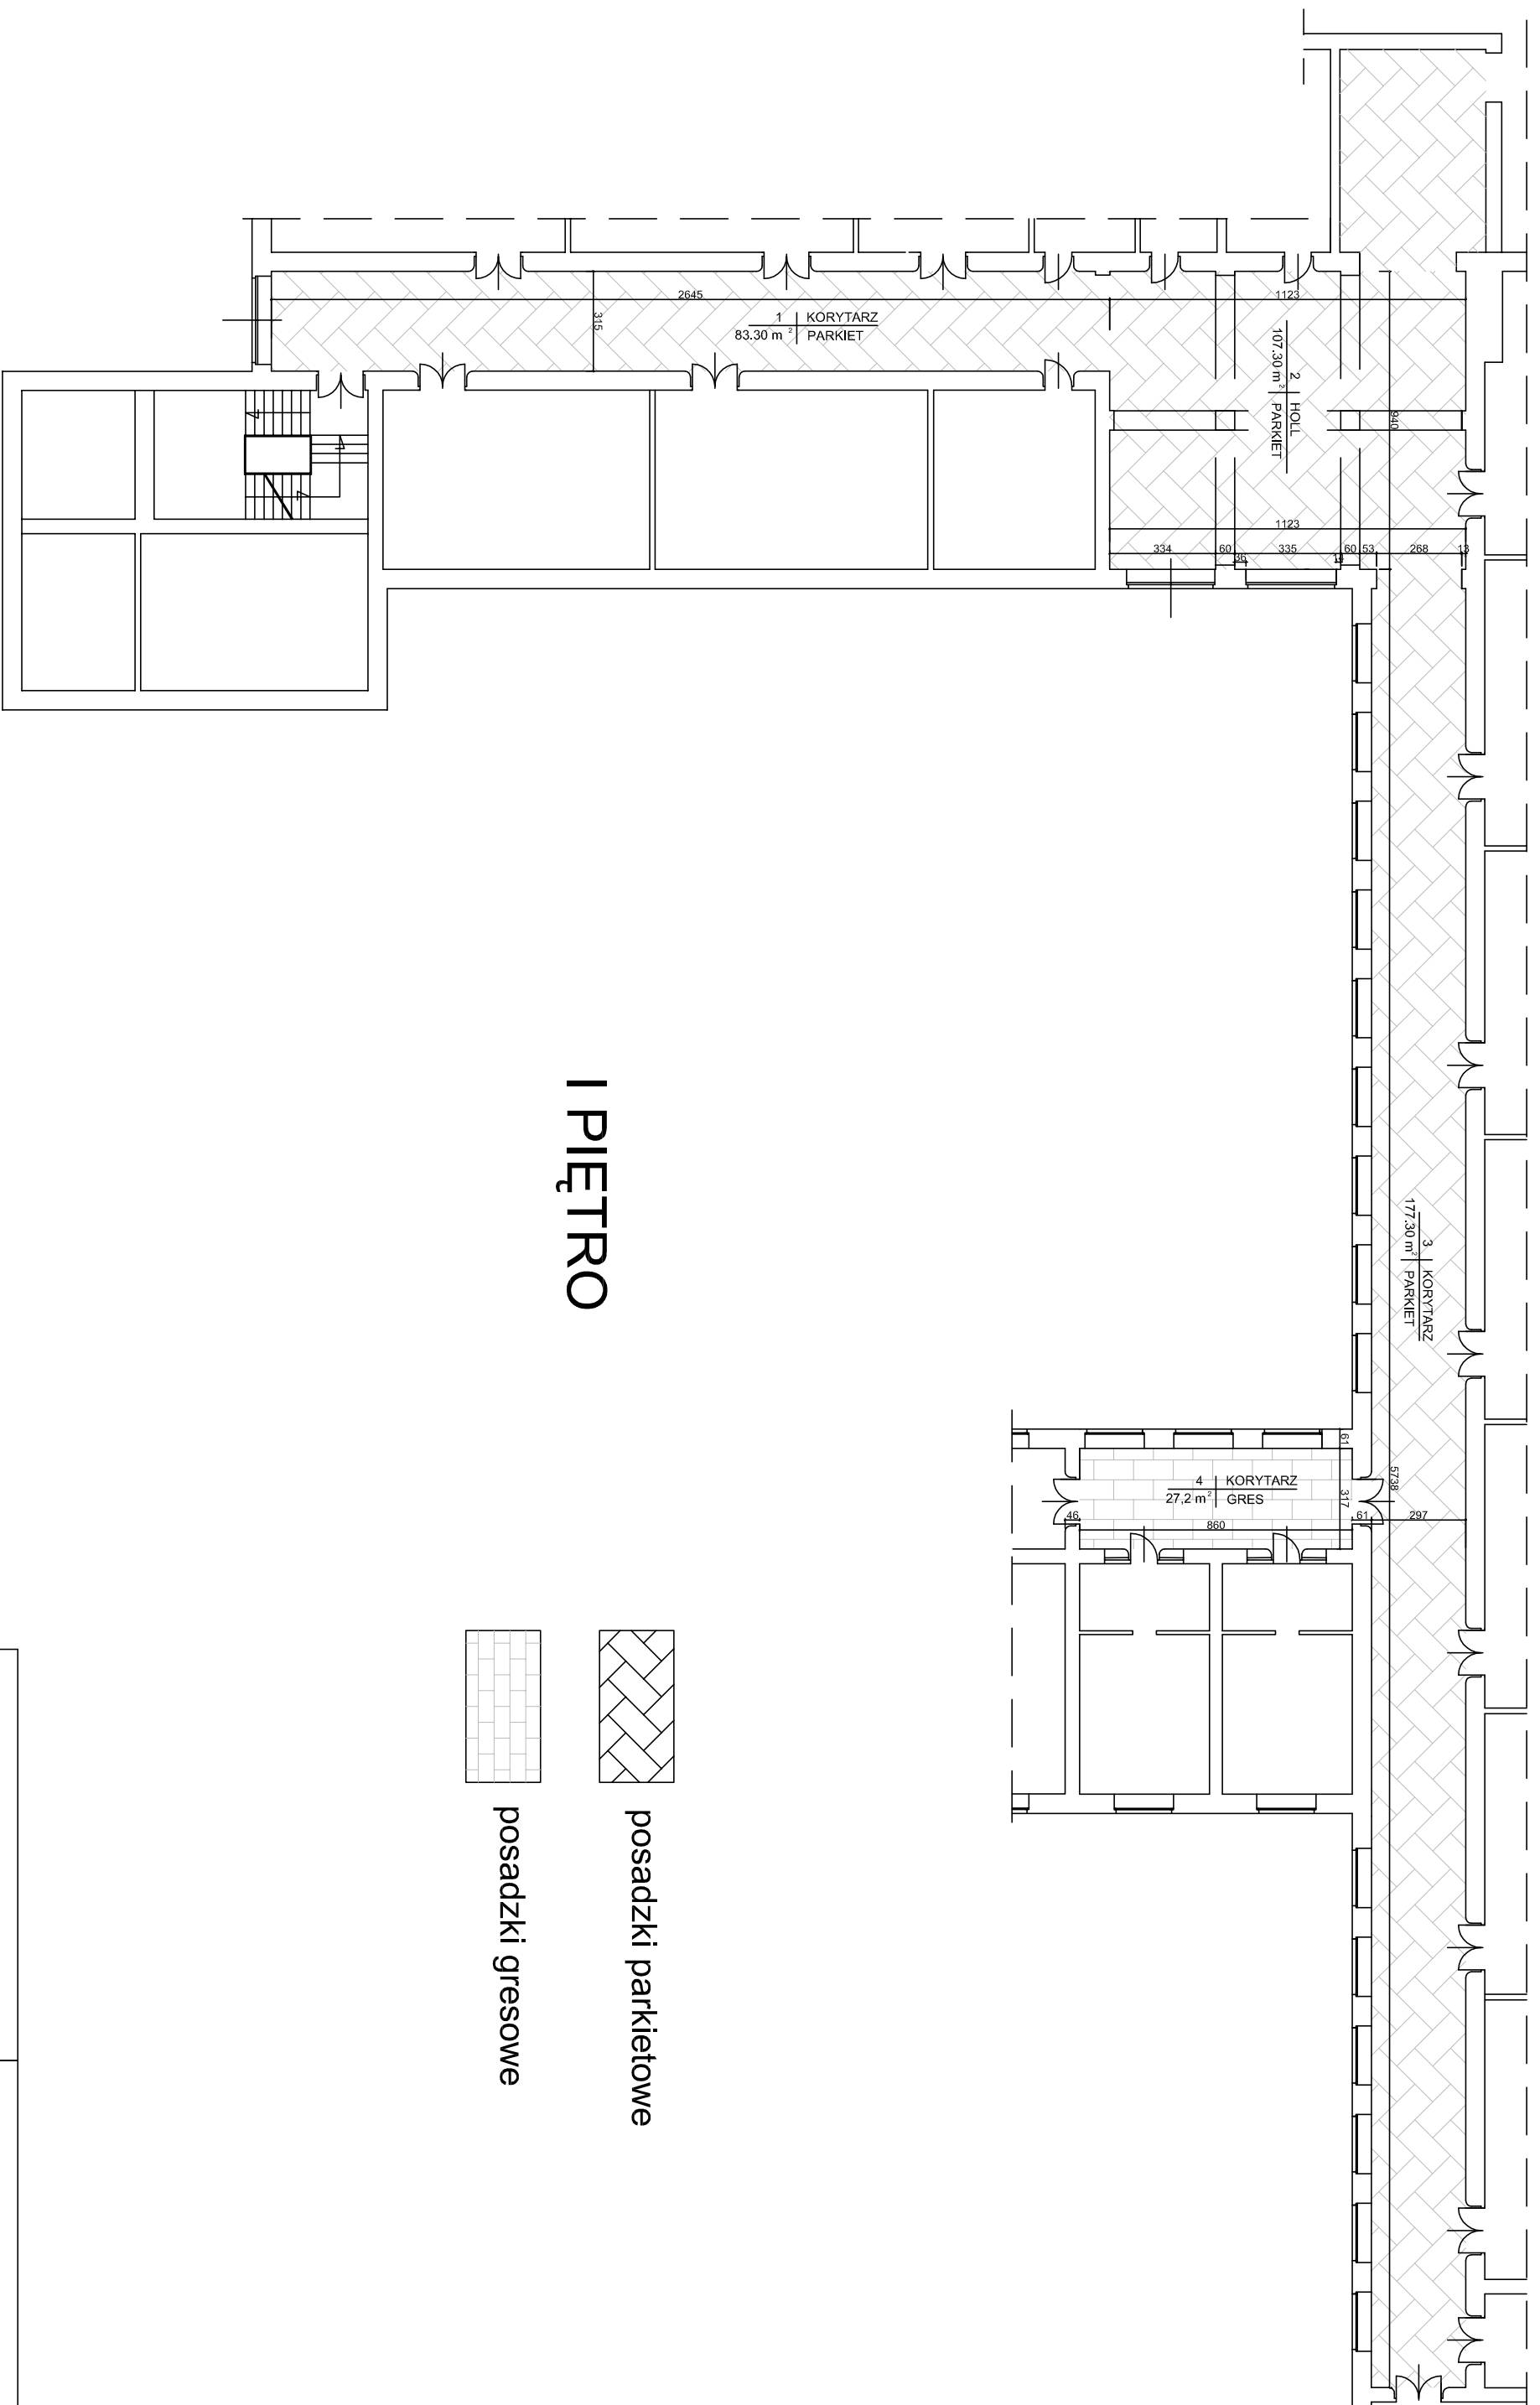 2645
1123
315
1 KORYTARZ
83.30 m² PARKIET
2 HOLL
107.30 m² PARKIET
940
1123
334
60
36
335
14
60
53
268
13
I PIĘTRO
3 KORYTARZ
177.30 m² PARKIET
61
5738
4 KORYTARZ
27,2 m² GRES
317
46
860
61
297
posadzki parkietowe
posadzki gresowe